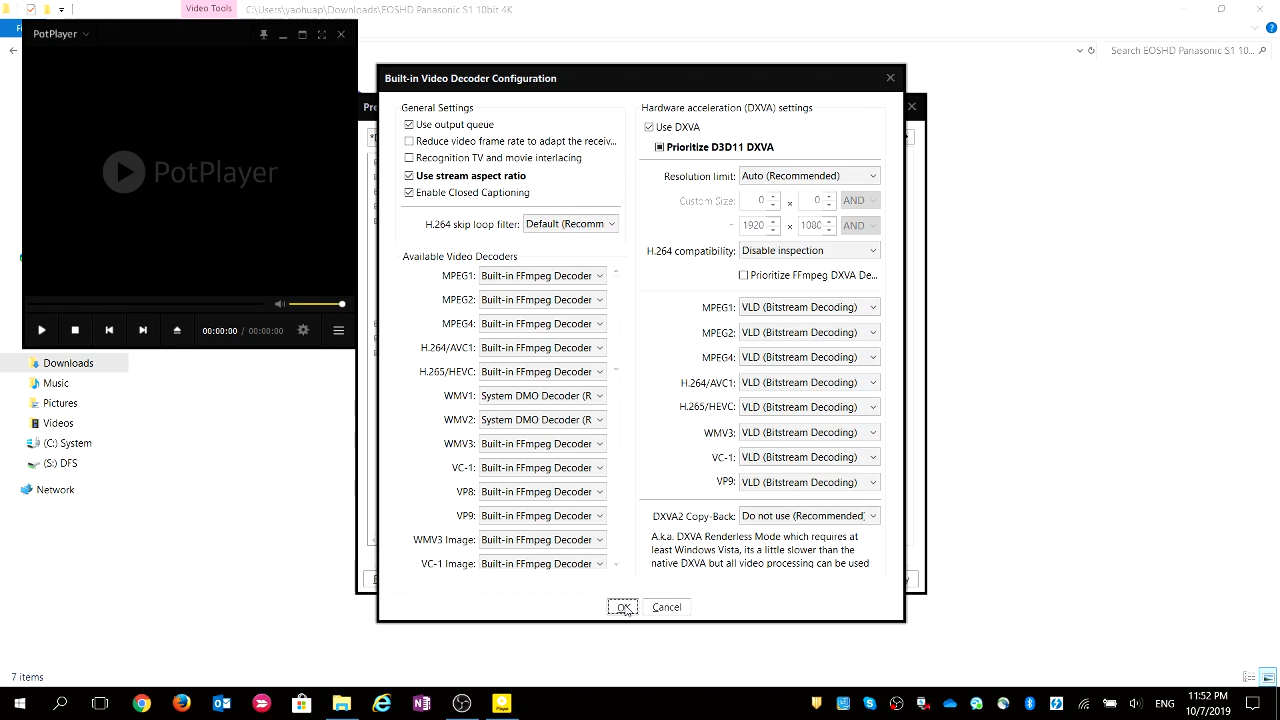 Video Tools
C:\Users\yaohuap\Downloads\EOSHD Panasonic S1 10bit 4K
Search EOSHD Panasonic S1 10...
PotPlayer
PotPlayer
00:00:00 / 00:00:00
Downloads
Music
Pictures
Videos
(C:) System
(S:) DFS
Network
7 items
Built-in Video Decoder Configuration
General Settings
Use output queue
Reduce video frame rate to adapt the receiv...
Recognition TV and movie interlacing
Use stream aspect ratio
Enable Closed Captioning
H.264 skip loop filter: Default (Recomm
Available Video Decoders
MPEG1: Built-in FFmpeg Decoder
MPEG2: Built-in FFmpeg Decoder
MPEG4: Built-in FFmpeg Decoder
H.264/AVC1: Built-in FFmpeg Decoder
H.265/HEVC: Built-in FFmpeg Decoder
WMV1: System DMO Decoder (R
WMV2: System DMO Decoder (R
WMV3: Built-in FFmpeg Decoder
VC-1: Built-in FFmpeg Decoder
VP8: Built-in FFmpeg Decoder
VP9: Built-in FFmpeg Decoder
WMV3 Image: Built-in FFmpeg Decoder
VC-1 Image: Built-in FFmpeg Decoder
Hardware acceleration (DXVA) settings
Use DXVA
Prioritize D3D11 DXVA
Resolution limit: Auto (Recommended)
Custom Size: 0 x 0 AND
~ 1920 x 1080 AND
H.264 compatibility: Disable inspection
Prioritize FFmpeg DXVA De...
MPEG1: VLD (Bitstream Decoding)
MPEG2: VLD (Bitstream Decoding)
MPEG4: VLD (Bitstream Decoding)
H.264/AVC1: VLD (Bitstream Decoding)
H.265/HEVC: VLD (Bitstream Decoding)
WMV3: VLD (Bitstream Decoding)
VC-1: VLD (Bitstream Decoding)
VP9: VLD (Bitstream Decoding)
DXVA2 Copy-Back: Do not use (Recommended)
A.k.a. DXVA Renderless Mode which requires at
least Windows Vista, its a little slower than the
native DXVA but all video processing can be used
OK Cancel
ENG
11:52 PM
10/7/2019